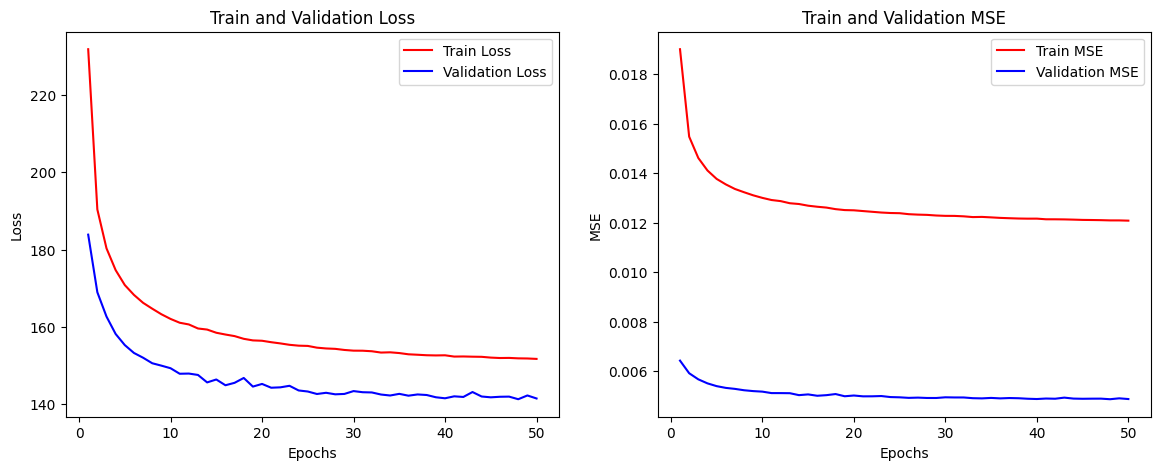 Train and Validation Loss
Train Loss
Validation Loss
220
200
180
160
140
Loss
0
10
20
30
40
50
Epochs
Train and Validation MSE
Train MSE
Validation MSE
0.018
0.016
0.014
0.012
0.010
0.008
0.006
MSE
0
10
20
30
40
50
Epochs